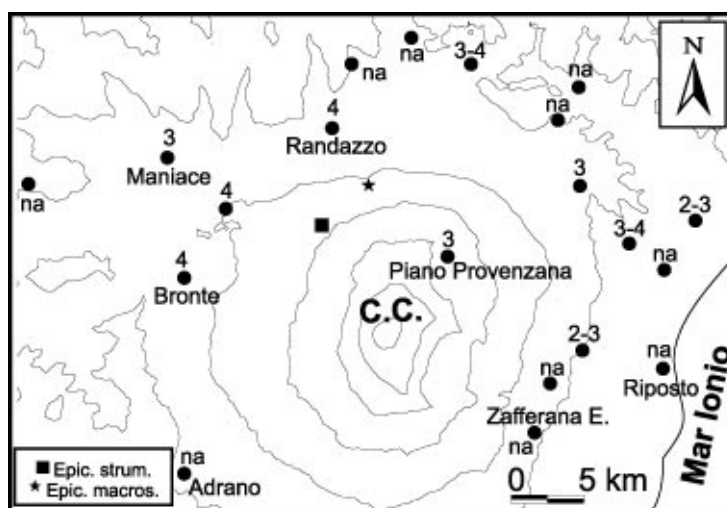 na
na
3-4
na
na
N
4
Randazzo
3
Maniace
na
4
3
2-3
3-4
na
4
Bronte
3
Piano Provenzana
C.C.
2-3
na
na
Riposto
Mar Ionio
Zafferana E.
na
na
Adrano
Epic. strum.
Epic. macros.
0 5 km